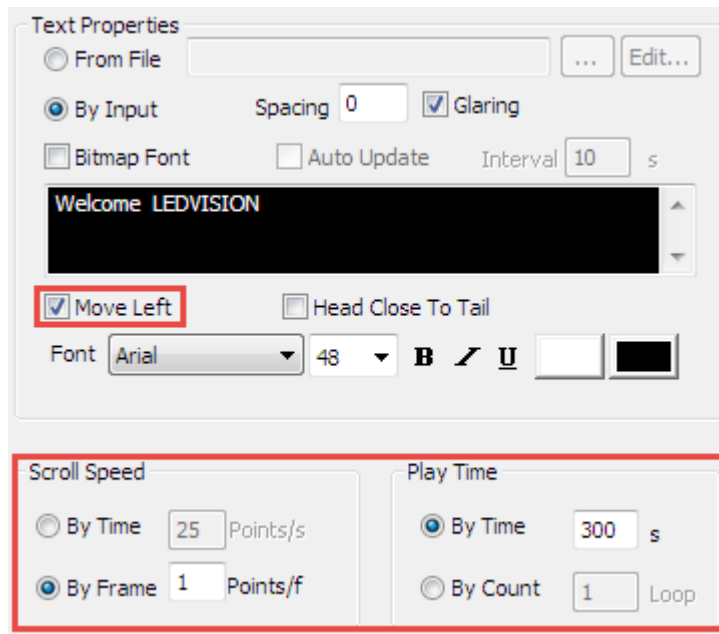 Text Properties
From File ... Edit...
By Input Spacing 0 Glaring
Bitmap Font Auto Update Interval 10 s
Welcome LEDVISION
Move Left Head Close To Tail
Font Arial 48 B I U
Scroll Speed Play Time
By Time 25 Points/s By Time 300 s
By Frame 1 Points/f By Count 1 Loop